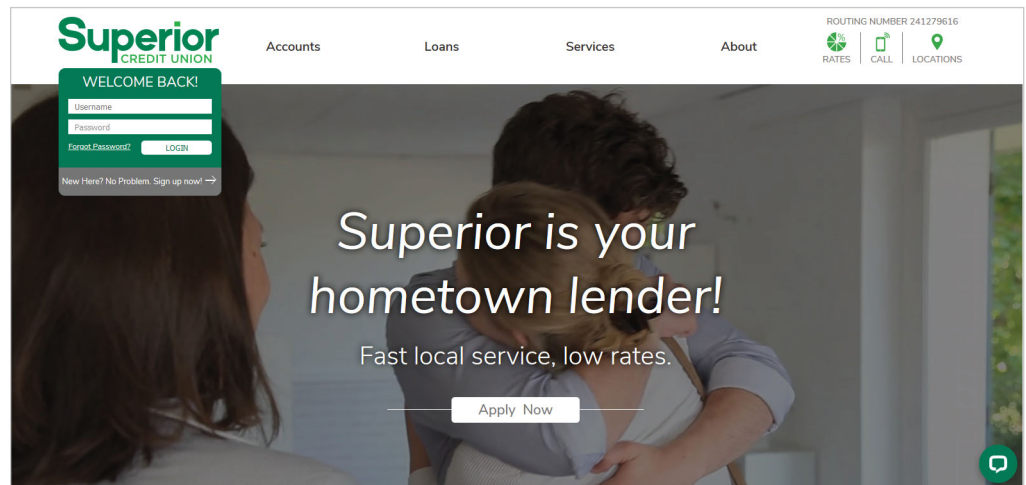 Superior
CREDIT UNION
Accounts
Loans
Services
About
ROUTING NUMBER 241279616
%
RATES
CALL
LOCATIONS
WELCOME BACK!
Username
Password
Forgot Password?
LOGIN
New Here? No Problem. Sign up now! →
Superior is your
hometown lender!
Fast local service, low rates.
Apply Now